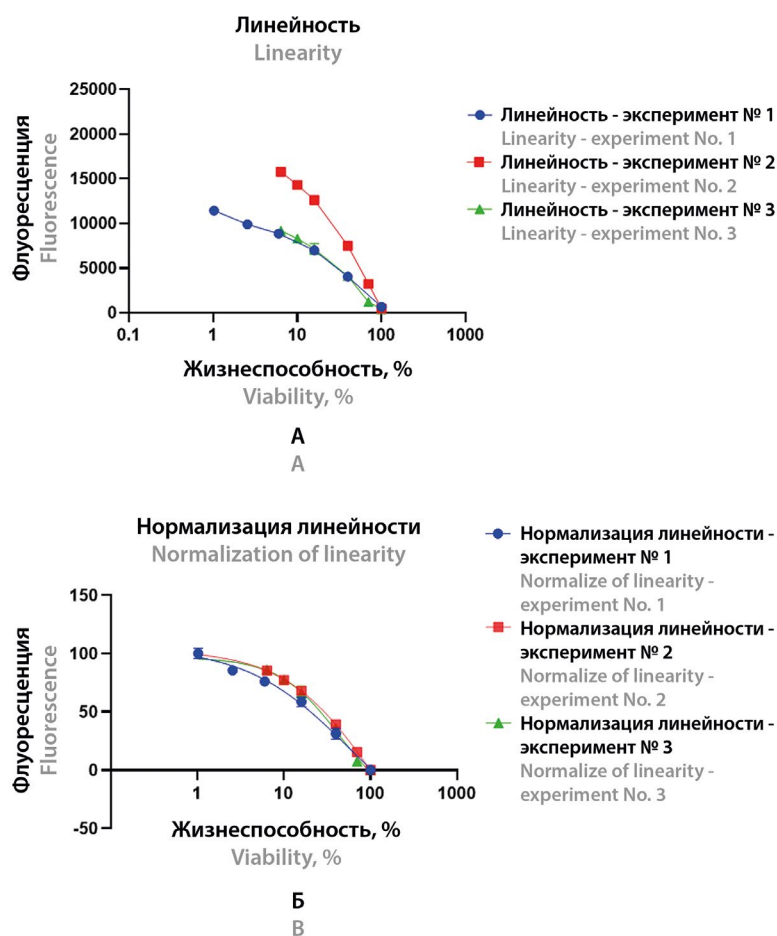 Линейность
Linearity
25000
20000
15000
10000
5000
0
Флуоресценция
Fluorescence
0.1
1
10
100
1000
Жизнеспособность, %
Viability, %
А
A
Линейность - эксперимент № 1
Linearity - experiment No. 1
Линейность - эксперимент № 2
Linearity - experiment No. 2
Линейность - эксперимент № 3
Linearity - experiment No. 3
Нормализация линейности
Normalization of linearity
150
100
50
0
-50
Флуоресценция
Fluorescence
1
10
100
1000
Жизнеспособность, %
Viability, %
Б
B
Нормализация линейности -
эксперимент № 1
Normalize of linearity -
experiment No. 1
Нормализация линейности -
эксперимент № 2
Normalize of linearity -
experiment No. 2
Нормализация линейности -
эксперимент № 3
Normalize of linearity -
experiment No. 3